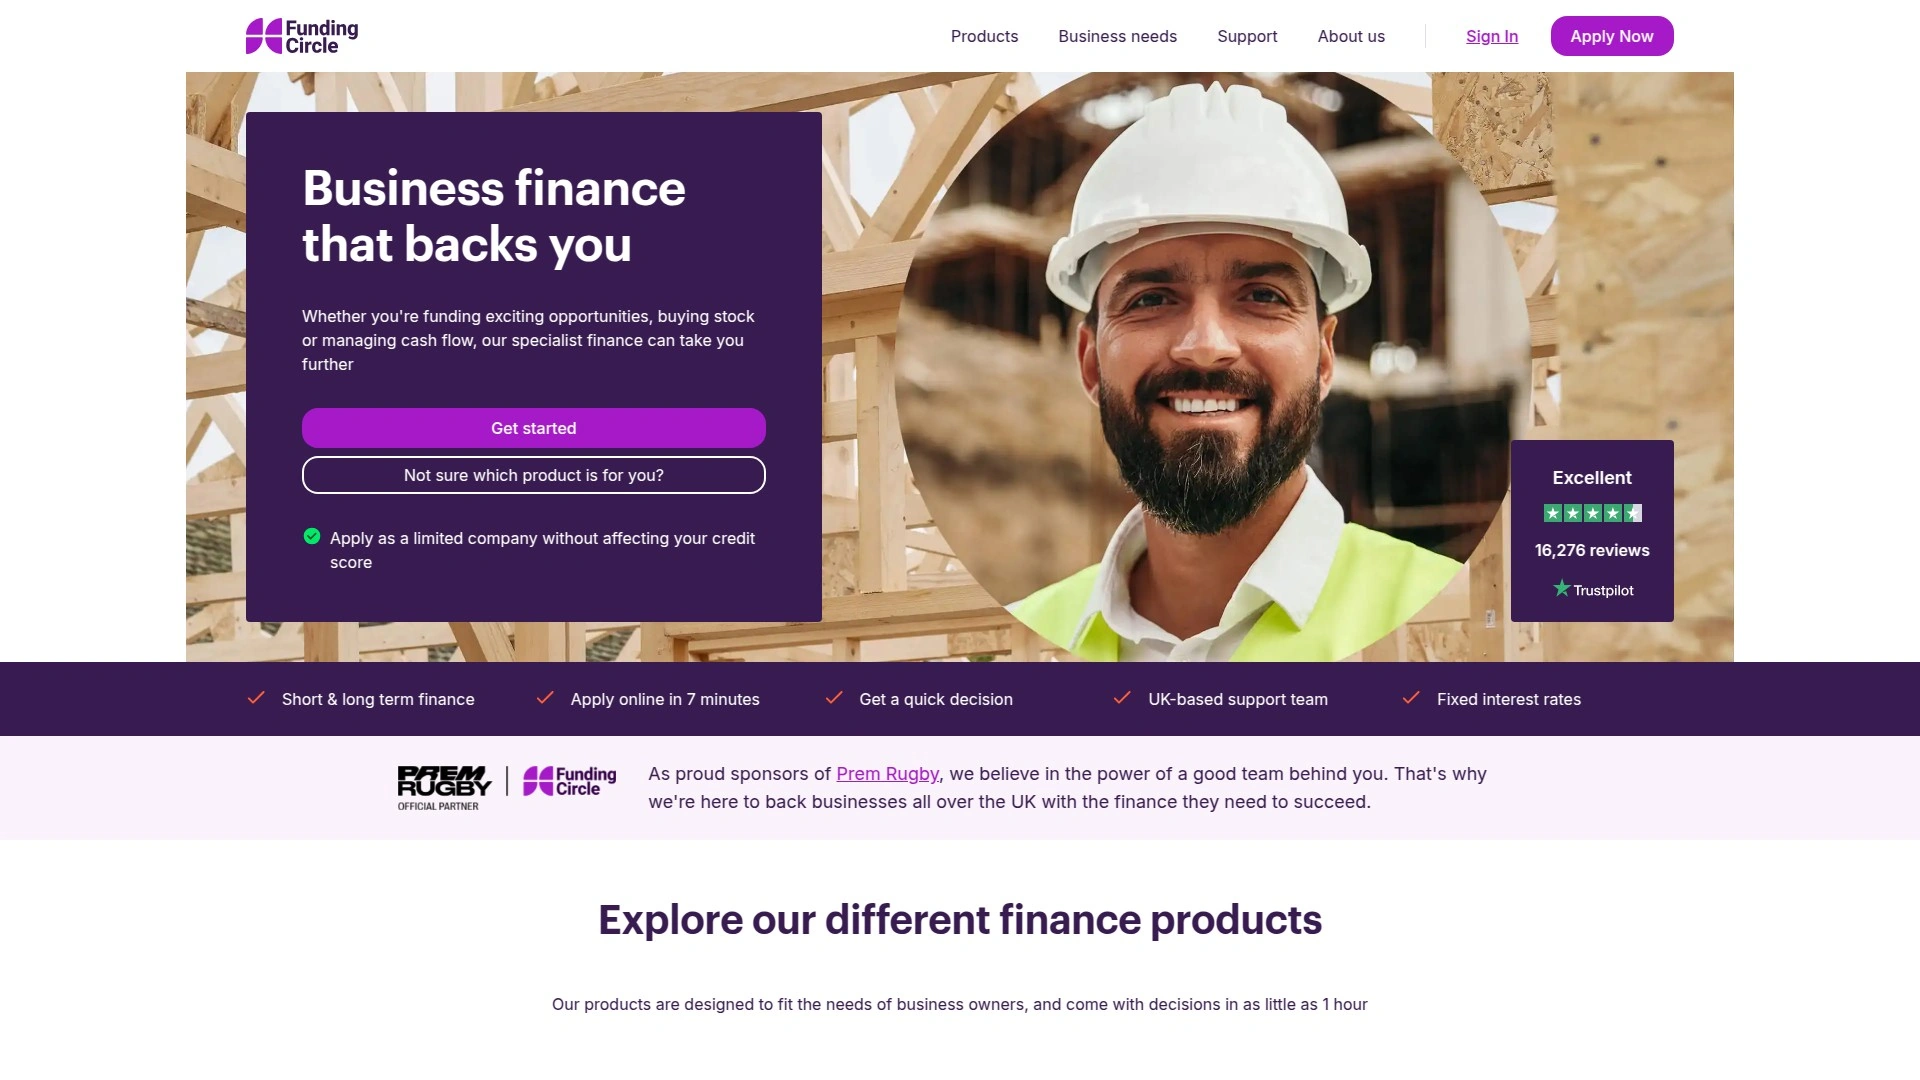 Funding
Circle
Products
Business needs
Support
About us
Sign In
Apply Now
Business finance
that backs you
Whether you're funding exciting opportunities, buying stock
or managing cash flow, our specialist finance can take you
further
Get started
Not sure which product is for you?
Apply as a limited company without affecting your credit
score
Excellent
16,276 reviews
Trustpilot
Short & long term finance
Apply online in 7 minutes
Get a quick decision
UK-based support team
Fixed interest rates
PREM
RUGBY
OFFICIAL PARTNER
Funding
Circle
As proud sponsors of Prem Rugby, we believe in the power of a good team behind you. That's why
we're here to back businesses all over the UK with the finance they need to succeed.
Explore our different finance products
Our products are designed to fit the needs of business owners, and come with decisions in as little as 1 hour